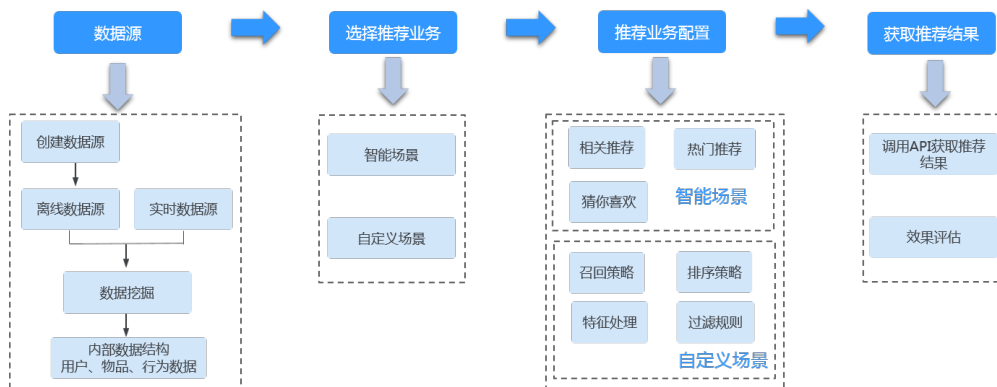 数据源
选择推荐业务
推荐业务配置
获取推荐结果
创建数据源
离线数据源
实时数据源
数据挖掘
内部数据结构
用户、物品、行为数据
智能场景
自定义场景
相关推荐
热门推荐
猜你喜欢
智能场景
召回策略
排序策略
特征处理
过滤规则
自定义场景
调用API获取推荐
结果
效果评估